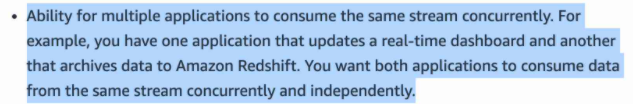 • Ability for multiple applications to consume the same stream concurrently. For
example, you have one application that updates a real-time dashboard and another
that archives data to Amazon Redshift. You want both applications to consume data
from the same stream concurrently and independently.